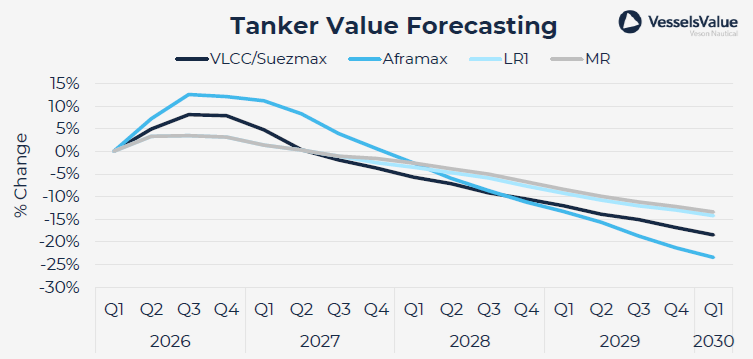 Tanker Value Forecasting
VesselsValue
Veson Nautical
VLCC/Suezmax Aframax LR1 MR
15%
10%
5%
0%
-5%
-10%
-15%
-20%
-25%
-30%
% Change
Q1 Q2 Q3 Q4 Q1 Q2 Q3 Q4 Q1 Q2 Q3 Q4 Q1 Q2 Q3 Q4 Q1
2026 2027 2028 2029 2030